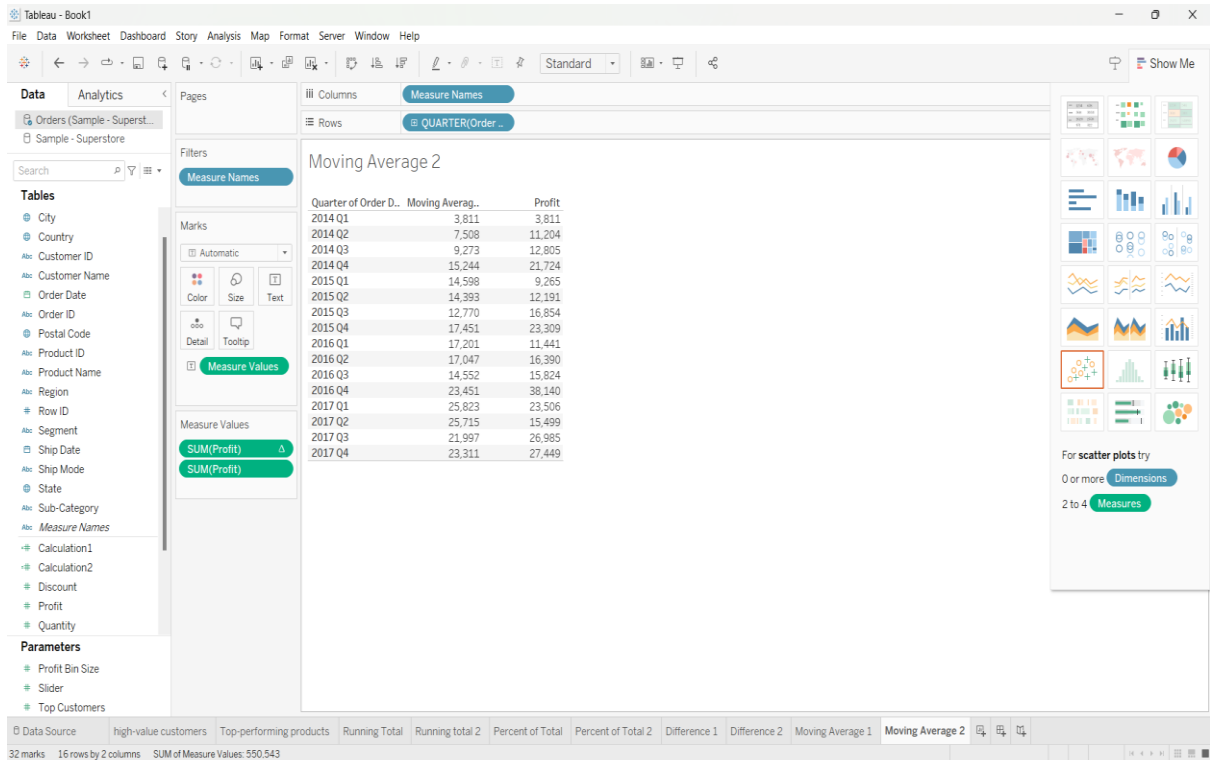 Tableau - Book1
File Data Worksheet Dashboard Story Analysis Map Format Server Window Help
Standard
Show Me
Data Analytics
Orders (Sample - Superst...
Sample - Superstore
Search
Tables
City
Country
Abc Customer ID
Abc Customer Name
Order Date
Abc Order ID
Postal Code
Abc Product ID
Abc Product Name
Abc Region
# Row ID
Abc Segment
Ship Date
Abc Ship Mode
State
Abc Sub-Category
Abc Measure Names
=# Calculation1
=# Calculation2
# Discount
# Profit
# Quantity
Parameters
# Profit Bin Size
# Slider
# Top Customers
Pages
Filters
Measure Names
Marks
Automatic
Color Size Text
Detail Tooltip
Measure Values
Measure Values
SUM(Profit) Δ
SUM(Profit)
iii Columns Measure Names
Rows QUARTER(Order ..
Moving Average 2
Quarter of Order D.. Moving Averag.. Profit
2014 Q1 3,811 3,811
2014 Q2 7,508 11,204
2014 Q3 9,273 12,805
2014 Q4 15,244 21,724
2015 Q1 14,598 9,265
2015 Q2 14,393 12,191
2015 Q3 12,770 16,854
2015 Q4 17,451 23,309
2016 Q1 17,201 11,441
2016 Q2 17,047 16,390
2016 Q3 14,552 15,824
2016 Q4 23,451 38,140
2017 Q1 25,823 23,506
2017 Q2 25,715 15,499
2017 Q3 21,997 26,985
2017 Q4 23,311 27,449
For scatter plots try
0 or more Dimensions
2 to 4 Measures
Data Source high-value customers Top-performing products Running Total Running total 2 Percent of Total Percent of Total 2 Difference 1 Difference 2 Moving Average 1 Moving Average 2
32 marks 16 rows by 2 columns SUM of Measure Values: 550,543